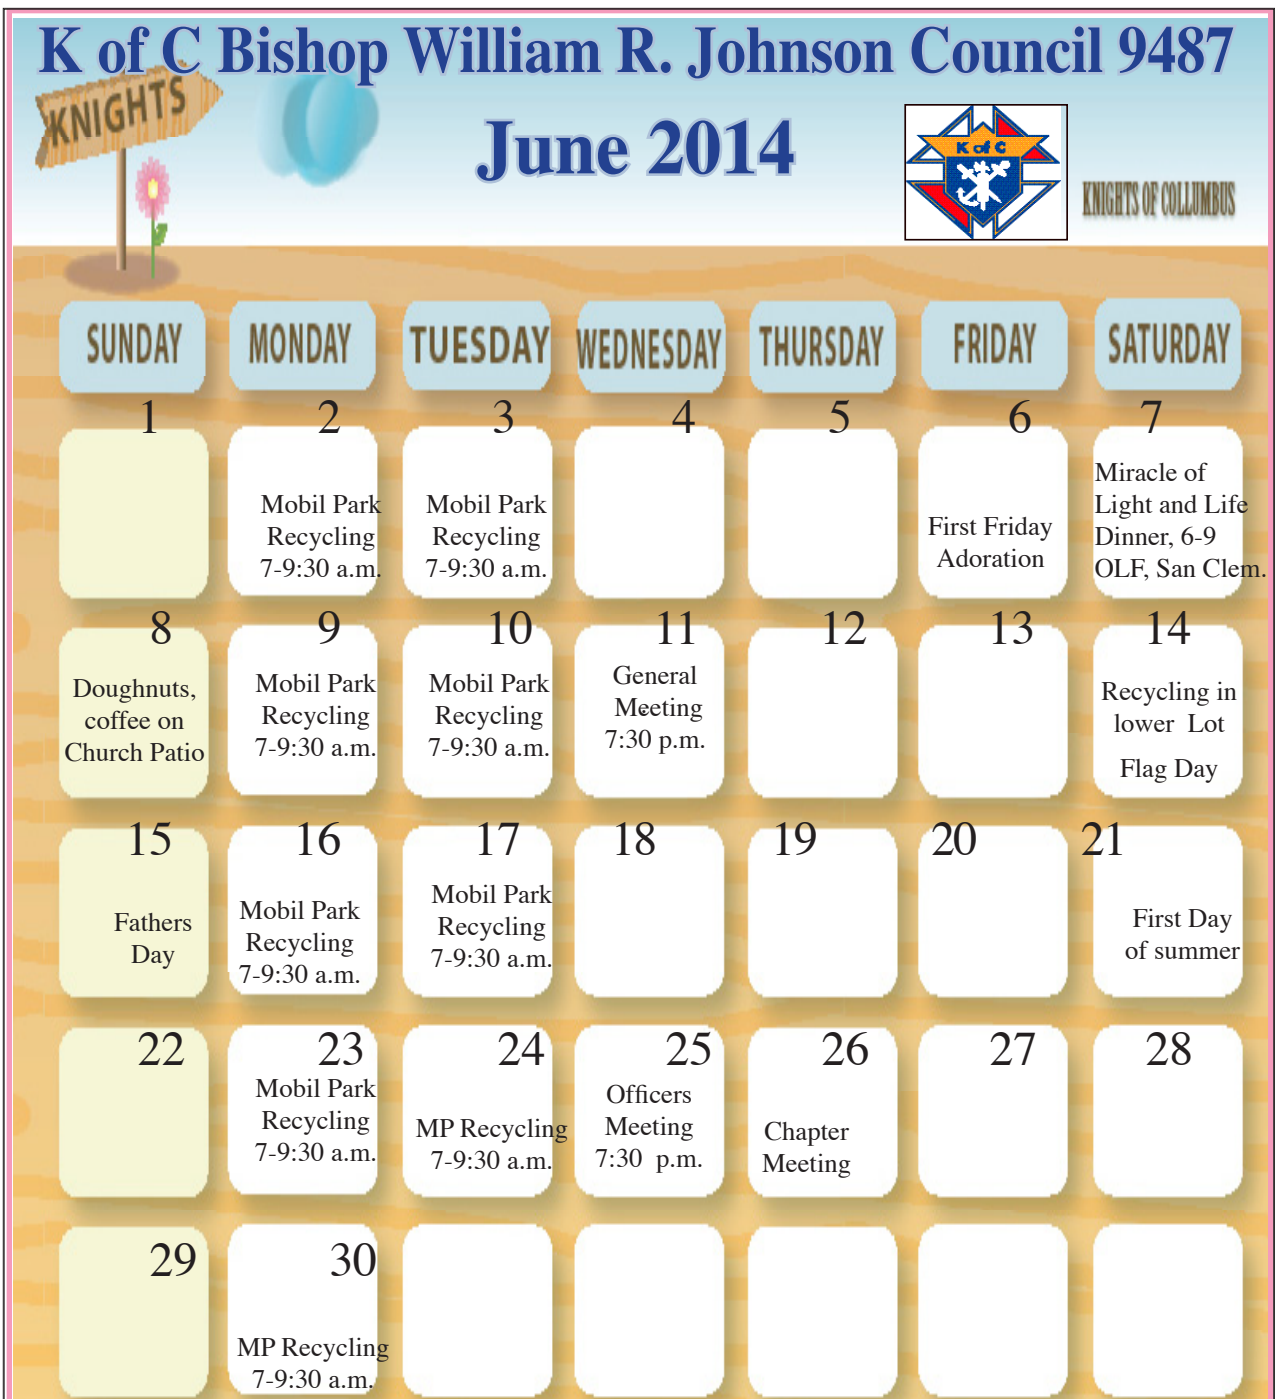 K of C Bishop William R. Johnson Council 9487
KNIGHTS
June 2014
K of C
KNIGHTS OF COLLUMBUS
SUNDAY MONDAY TUESDAY WEDNESDAY THURSDAY FRIDAY SATURDAY
1
2
Mobil Park
Recycling
7-9:30 a.m.
3
Mobil Park
Recycling
7-9:30 a.m.
4
5
6
First Friday
Adoration
7
Miracle of
Light and Life
Dinner, 6-9
OLF, San Clem.
8
Doughnuts,
coffee on
Church Patio
9
Mobil Park
Recycling
7-9:30 a.m.
10
Mobil Park
Recycling
7-9:30 a.m.
11
General
Meeting
7:30 p.m.
12
13
14
Recycling in
lower Lot
Flag Day
15
Fathers
Day
16
Mobil Park
Recycling
7-9:30 a.m.
17
Mobil Park
Recycling
7-9:30 a.m.
18
19
20
21
First Day
of summer
22
23
Mobil Park
Recycling
7-9:30 a.m.
24
MP Recycling
7-9:30 a.m.
25
Officers
Meeting
7:30 p.m.
26
Chapter
Meeting
27
28
29
30
MP Recycling
7-9:30 a.m.